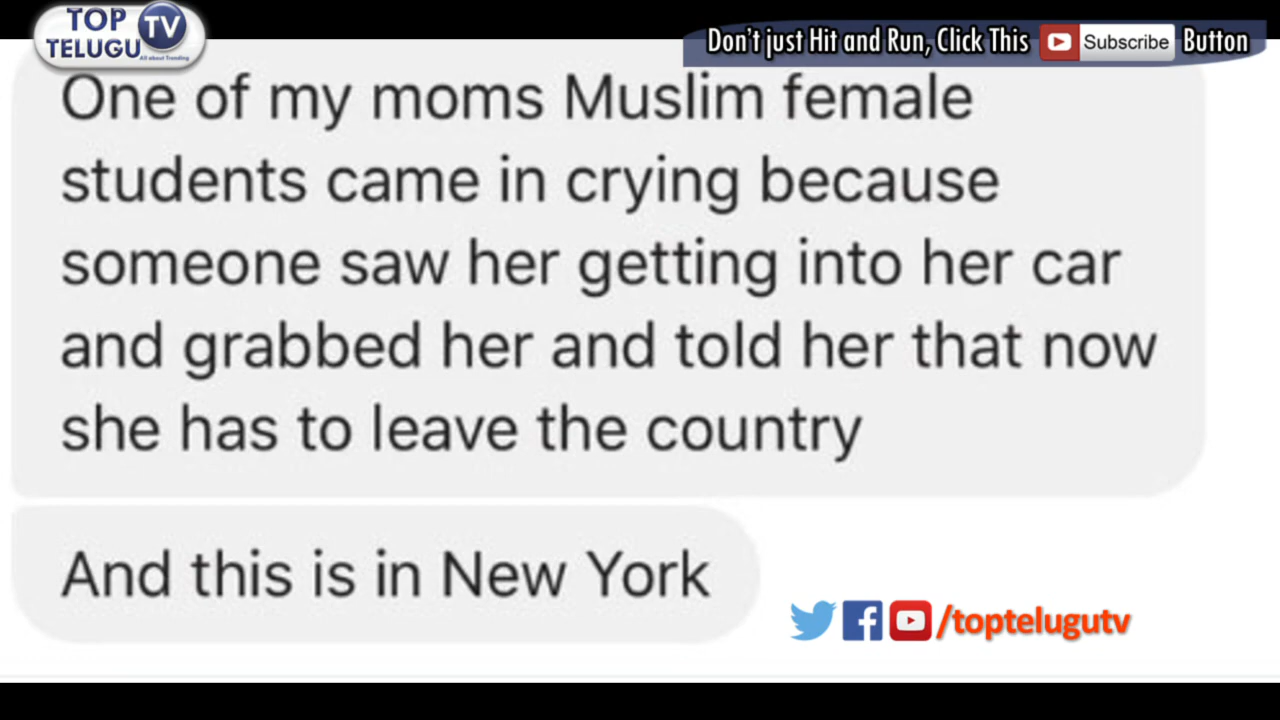 TOP
TELUGU TV
All about Trending
Don't just Hit and Run, Click This Subscribe Button
One of my moms Muslim female
students came in crying because
someone saw her getting into her car
and grabbed her and told her that now
she has to leave the country
And this is in New York
/toptelugutv